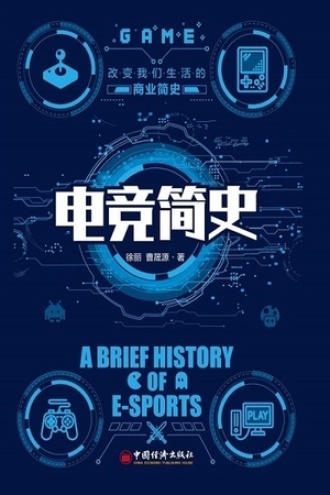 GAME
改变我们生活的
商业简史
电竞简史
徐丽 曹晟源·著
A BRIEF HISTORY
OF
E-SPORTS
PLAY
中国经济出版社
CHINA ECONOMIC PUBLISHING HOUSE